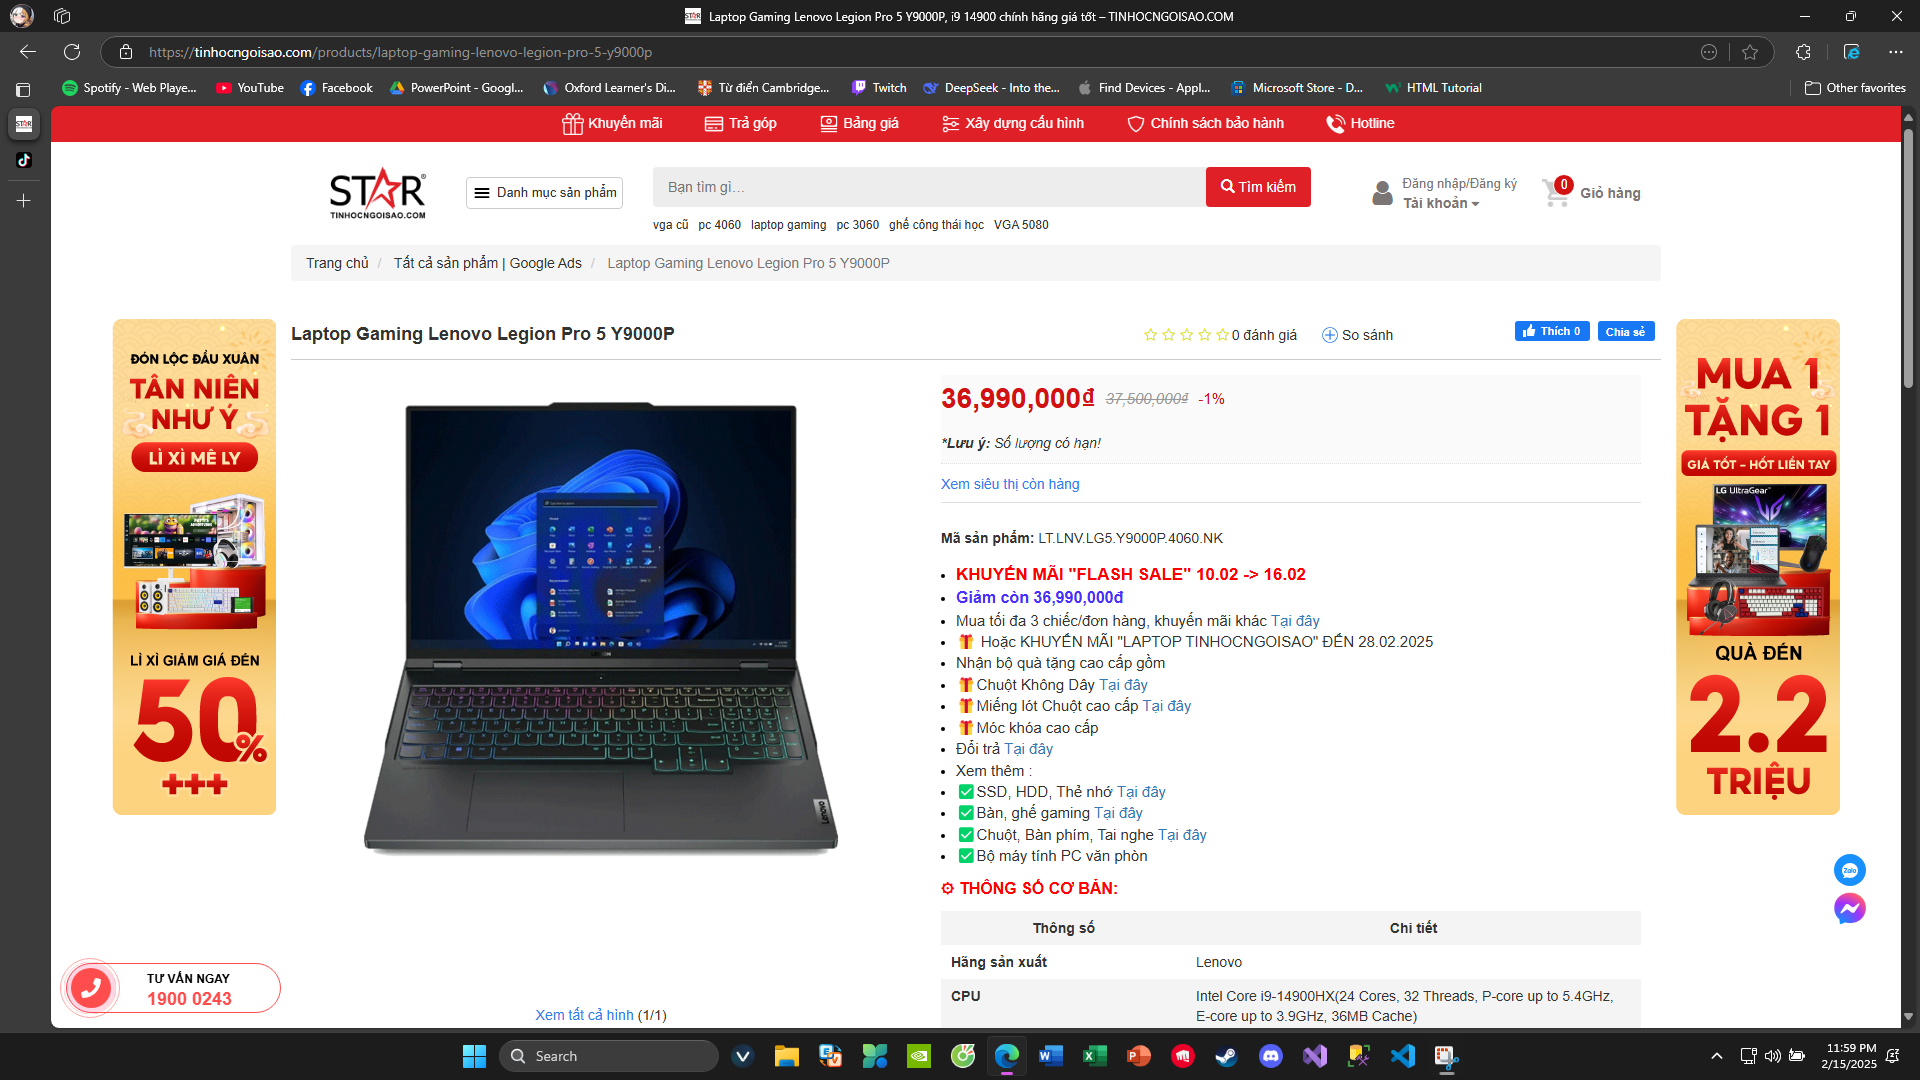 Laptop Gaming Lenovo Legion Pro 5 Y9000P, i9 14900 chính hãng giá tốt – TINHOCNGOISAO.COM
https://tinhocngoisao.com/products/laptop-gaming-lenovo-legion-pro-5-y9000p
Spotify - Web Playe...
YouTube
Facebook
PowerPoint - Googl...
Oxford Learner's Di...
Từ điển Cambridge...
Twitch
DeepSeek - Into the...
Find Devices - Appl...
Microsoft Store - D...
HTML Tutorial
Other favorites
Khuyến mãi
Trả góp
Bảng giá
Xây dựng cấu hình
Chính sách bảo hành
Hotline
STAR®
TINHOCNGOISAO.COM
Danh mục sản phẩm
Bạn tìm gì...
Tìm kiếm
Đăng nhập/Đăng ký
Tài khoản
0
Giỏ hàng
vga cũ pc 4060 laptop gaming pc 3060 ghế công thái học VGA 5080
Trang chủ / Tất cả sản phẩm | Google Ads / Laptop Gaming Lenovo Legion Pro 5 Y9000P
Laptop Gaming Lenovo Legion Pro 5 Y9000P
0 đánh giá
So sánh
Thích 0
Chia sẻ
ĐÓN LỘC ĐẦU XUÂN
TÂN NIÊN
NHƯ Ý
LÌ XÌ MÊ LY
LÌ XÌ GIẢM GIÁ ĐẾN
50%
+++
Lenovo
36,990,000₫ 37,500,000₫ -1%
*Lưu ý: Số lượng có hạn!
Xem siêu thị còn hàng
Mã sản phẩm: LT.LNV.LG5.Y9000P.4060.NK
KHUYẾN MÃI "FLASH SALE" 10.02 -> 16.02
Giảm còn 36,990,000đ
Mua tối đa 3 chiếc/đơn hàng, khuyến mãi khác Tại đây
Hoặc KHUYẾN MÃI "LAPTOP TINHOCNGOISAO" ĐẾN 28.02.2025
Nhận bộ quà tặng cao cấp gồm
Chuột Không Dây Tại đây
Miếng lót Chuột cao cấp Tại đây
Móc khóa cao cấp
Đổi trả Tại đây
Xem thêm :
SSD, HDD, Thẻ nhớ Tại đây
Bàn, ghế gaming Tại đây
Chuột, Bàn phím, Tai nghe Tại đây
Bộ máy tính PC văn phòn
THÔNG SỐ CƠ BẢN:
Thông số Chi tiết
Hãng sản xuất Lenovo
CPU Intel Core i9-14900HX(24 Cores, 32 Threads, P-core up to 5.4GHz,
E-core up to 3.9GHz, 36MB Cache)
MUA 1
TẶNG 1
GIÁ TỐT – HỐT LIỀN TAY
LG UltraGear™
QUÀ ĐẾN
2.2
TRIỆU
Zalo
TƯ VẤN NGAY
1900 0243
Xem tất cả hình (1/1)
Search
11:59 PM
2/15/2025